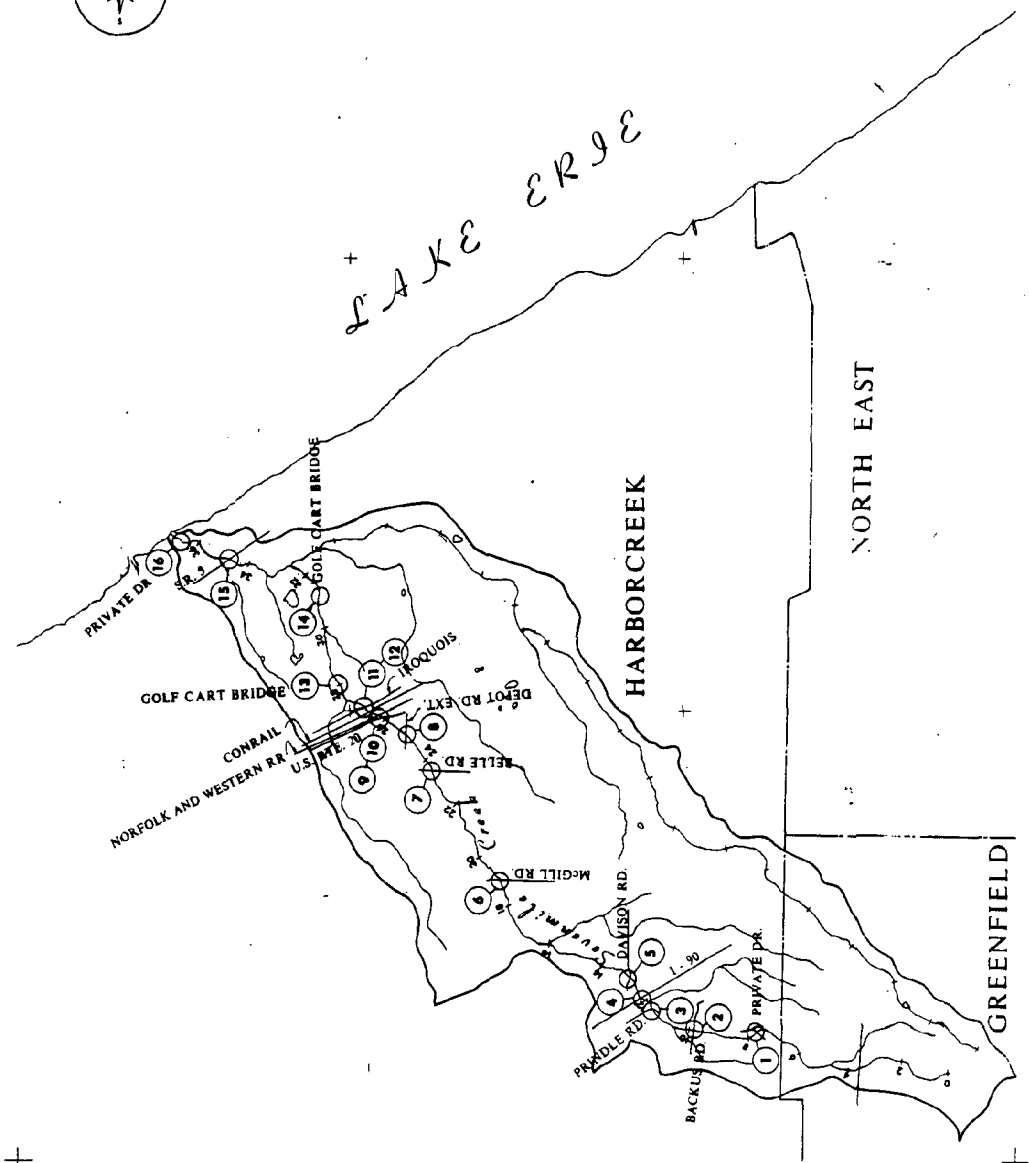 LAKE ERIE
PRIVATE DR
16
15
GOLF CART BRIDGE
14
GOLF CART BRIDGE
13
12
11
IROQUOIS
CONRAIL
NORFOLK AND WESTERN RR
U.S. RTE. 20
10
9
DEPOT RD. EXT.
8
BELLE RD.
7
McGILL RD.
6
Sevenmile Creek
HARBORCREEK
NORTH EAST
DAVISON RD.
5
I-90
4
PRINDLE RD.
3
2
BACKUS RD.
PRIVATE DR.
1
GREENFIELD